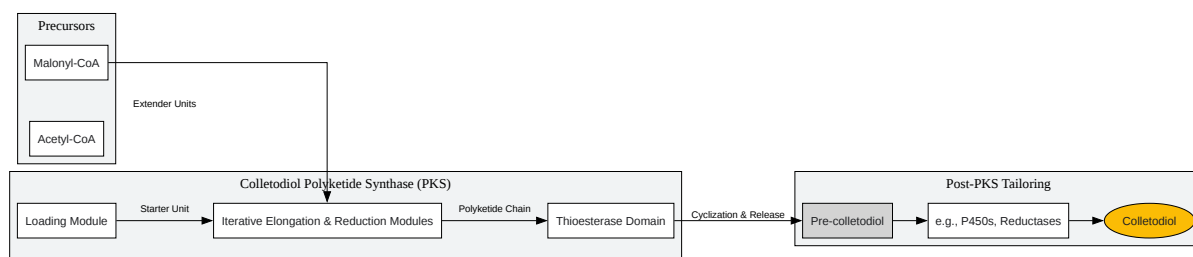 Precursors
Malonyl-CoA
Extender Units
Acetyl-CoA
Colletodiol Polyketide Synthase (PKS)
Loading Module
Starter Unit
Iterative Elongation & Reduction Modules
Polyketide Chain
Thioesterase Domain
Cyclization & Release
Post-PKS Tailoring
Pre-colletodiol
e.g., P450s, Reductases
Colletodiol